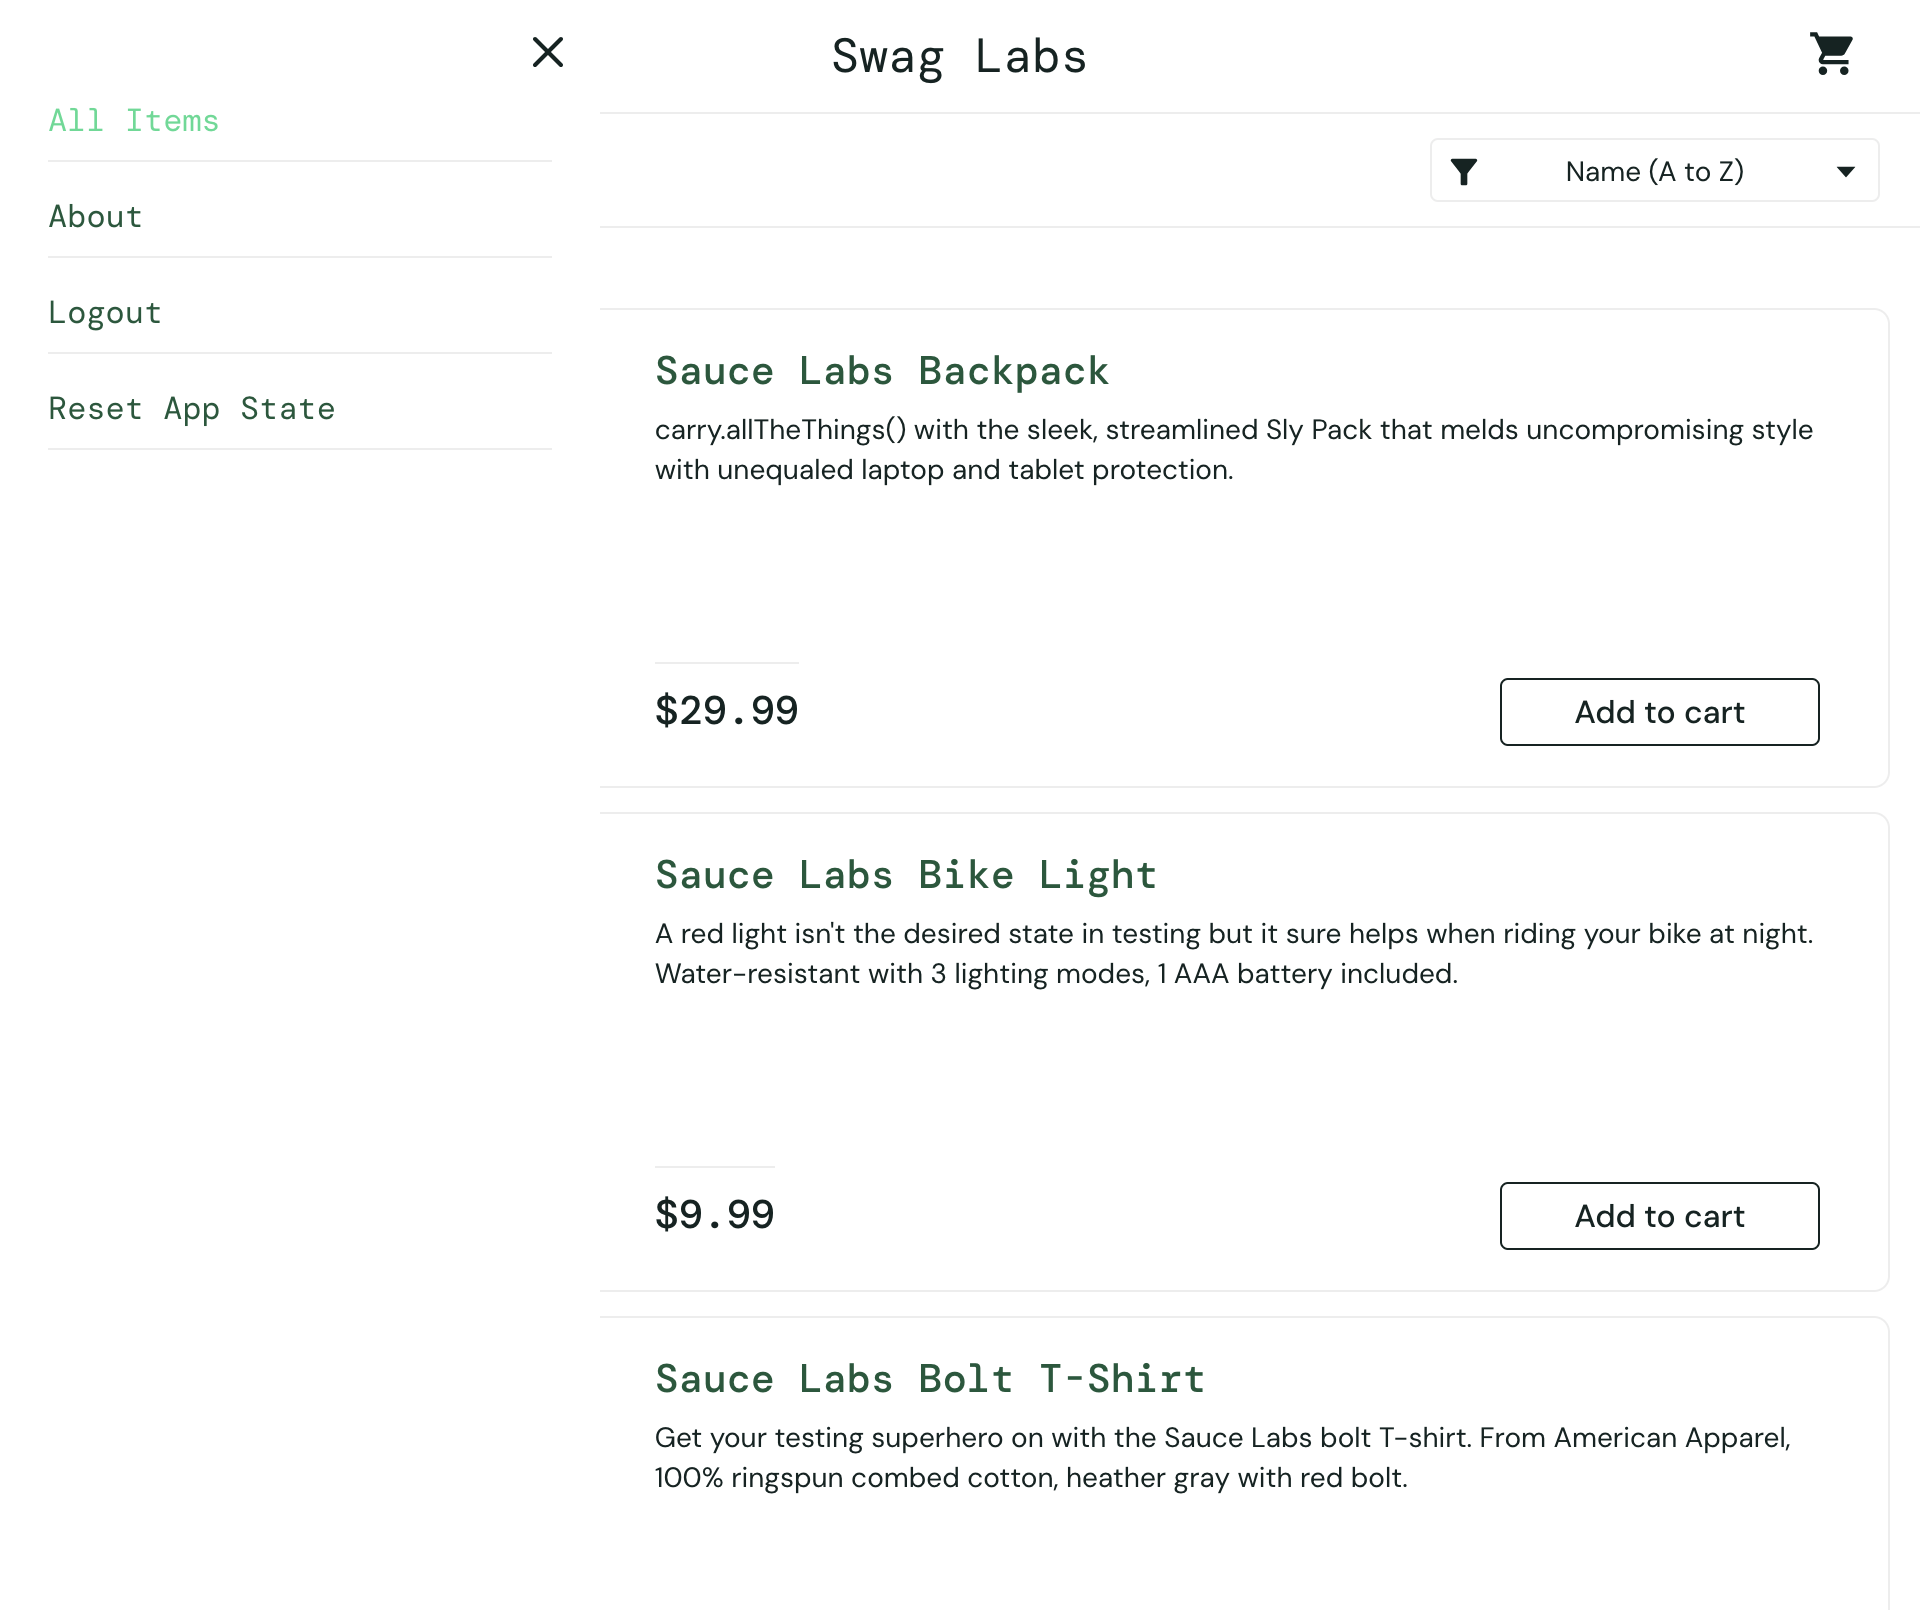 All Items
About
Logout
Reset App State
Swag Labs
Name (A to Z)
Sauce Labs Backpack
carry.allTheThings() with the sleek, streamlined Sly Pack that melds uncompromising style
with unequaled laptop and tablet protection.
$29.99
Add to cart
Sauce Labs Bike Light
A red light isn't the desired state in testing but it sure helps when riding your bike at night.
Water-resistant with 3 lighting modes, 1 AAA battery included.
$9.99
Add to cart
Sauce Labs Bolt T-Shirt
Get your testing superhero on with the Sauce Labs bolt T-shirt. From American Apparel,
100% ringspun combed cotton, heather gray with red bolt.